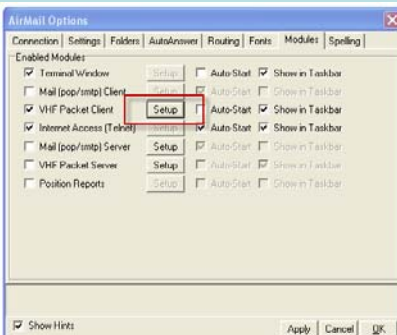 AirMail Options
Connection Settings Folders AutoAnswer Routing Fonts Modules Spelling
Enabled Modules
Terminal Window Setup Auto-Start Show in Taskbar
Mail (pop/smtp) Client Setup Auto-Start Show in Taskbar
VHF Packet Client Setup Auto-Start Show in Taskbar
Internet Access (Telnet) Setup Auto-Start Show in Taskbar
Mail (pop/smtp) Server Setup Auto-Start Show in Taskbar
VHF Packet Server Setup Auto-Start Show in Taskbar
Position Reports Setup Auto-Start Show in Taskbar
Show Hints Apply Cancel OK